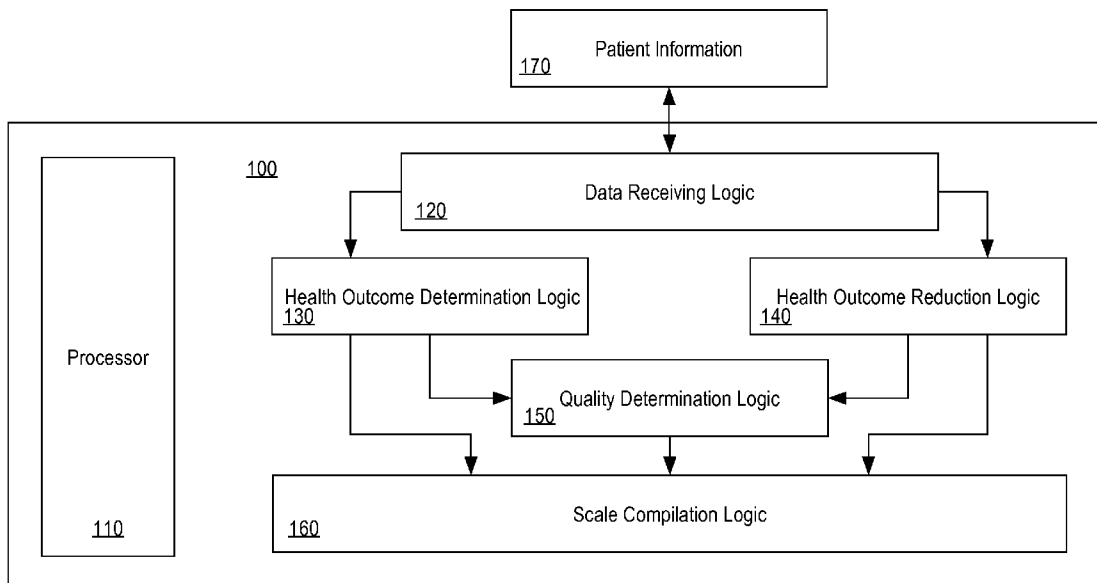 Patient Information
170
100
Data Receiving Logic
120
Health Outcome Determination Logic
130
Health Outcome Reduction Logic
140
Processor
110
Quality Determination Logic
150
Scale Compilation Logic
160